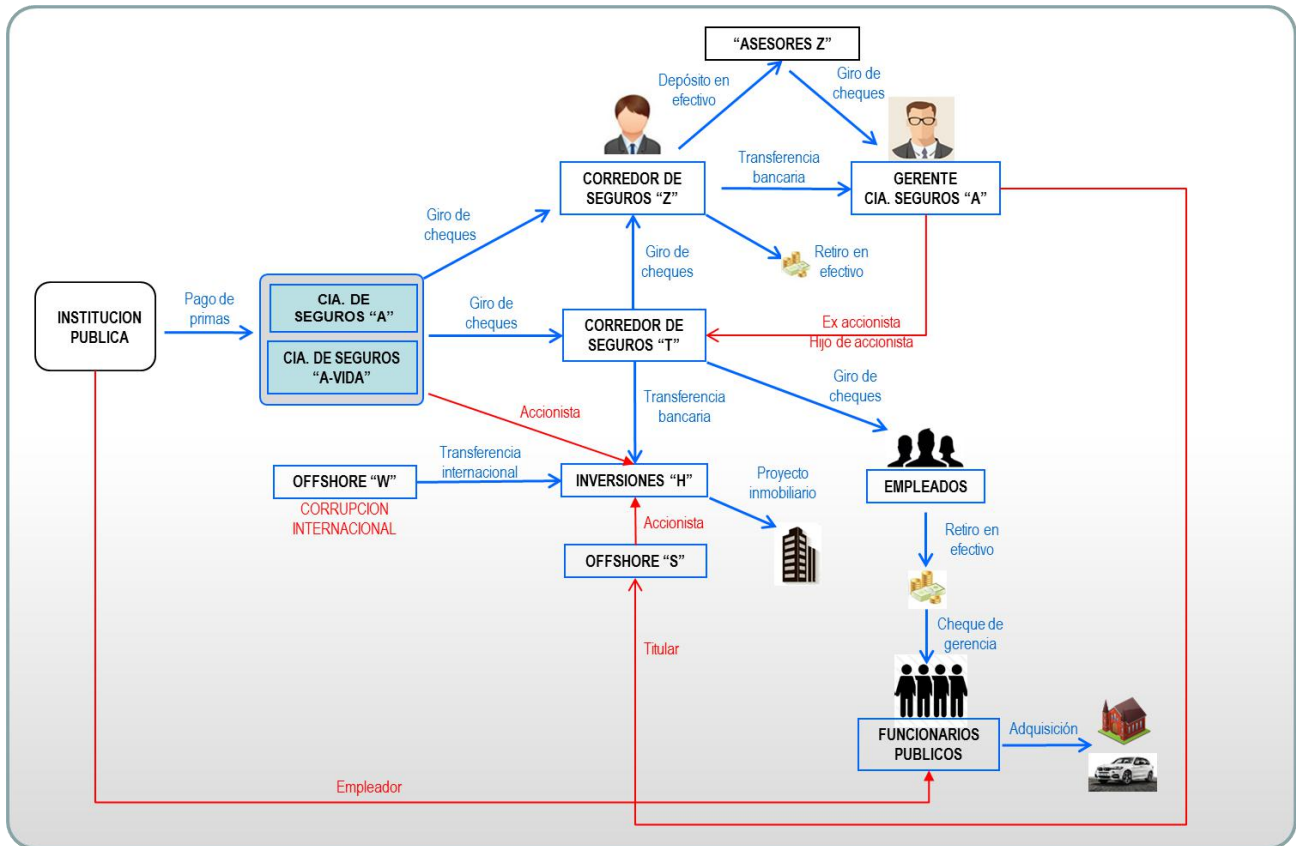 “ASESORES Z”
Depósito en
efectivo
Giro de
cheques
CORREDOR DE
SEGUROS “Z”
Transferencia
bancaria
GERENTE
CIA. SEGUROS “A”
Giro de
cheques
Giro de
cheques
Retiro en
efectivo
INSTITUCION
PUBLICA
Pago de
primas
CIA. DE
SEGUROS “A”
CIA. DE SEGUROS
“A-VIDA”
Giro de
cheques
CORREDOR DE
SEGUROS “T”
Ex accionista
Hijo de accionista
Giro de
cheques
Accionista
Transferencia
bancaria
OFFSHORE “W”
CORRUPCION
INTERNACIONAL
Transferencia
internacional
INVERSIONES “H”
Proyecto
inmobiliario
EMPLEADOS
Accionista
OFFSHORE “S”
Retiro en
efectivo
Cheque de
gerencia
Titular
FUNCIONARIOS
PUBLICOS
Adquisición
Empleador